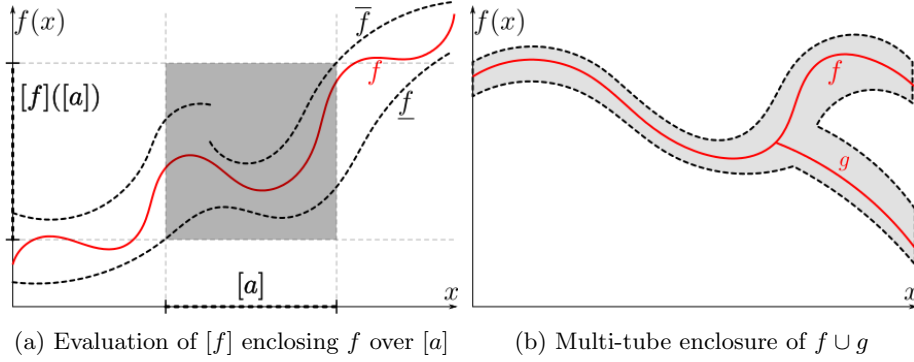 f(x)
f̅
f
f̲
[f]([a])
[a]
x
(a) Evaluation of [f] enclosing f over [a]
f(x)
f
g
x
(b) Multi-tube enclosure of f ∪ g